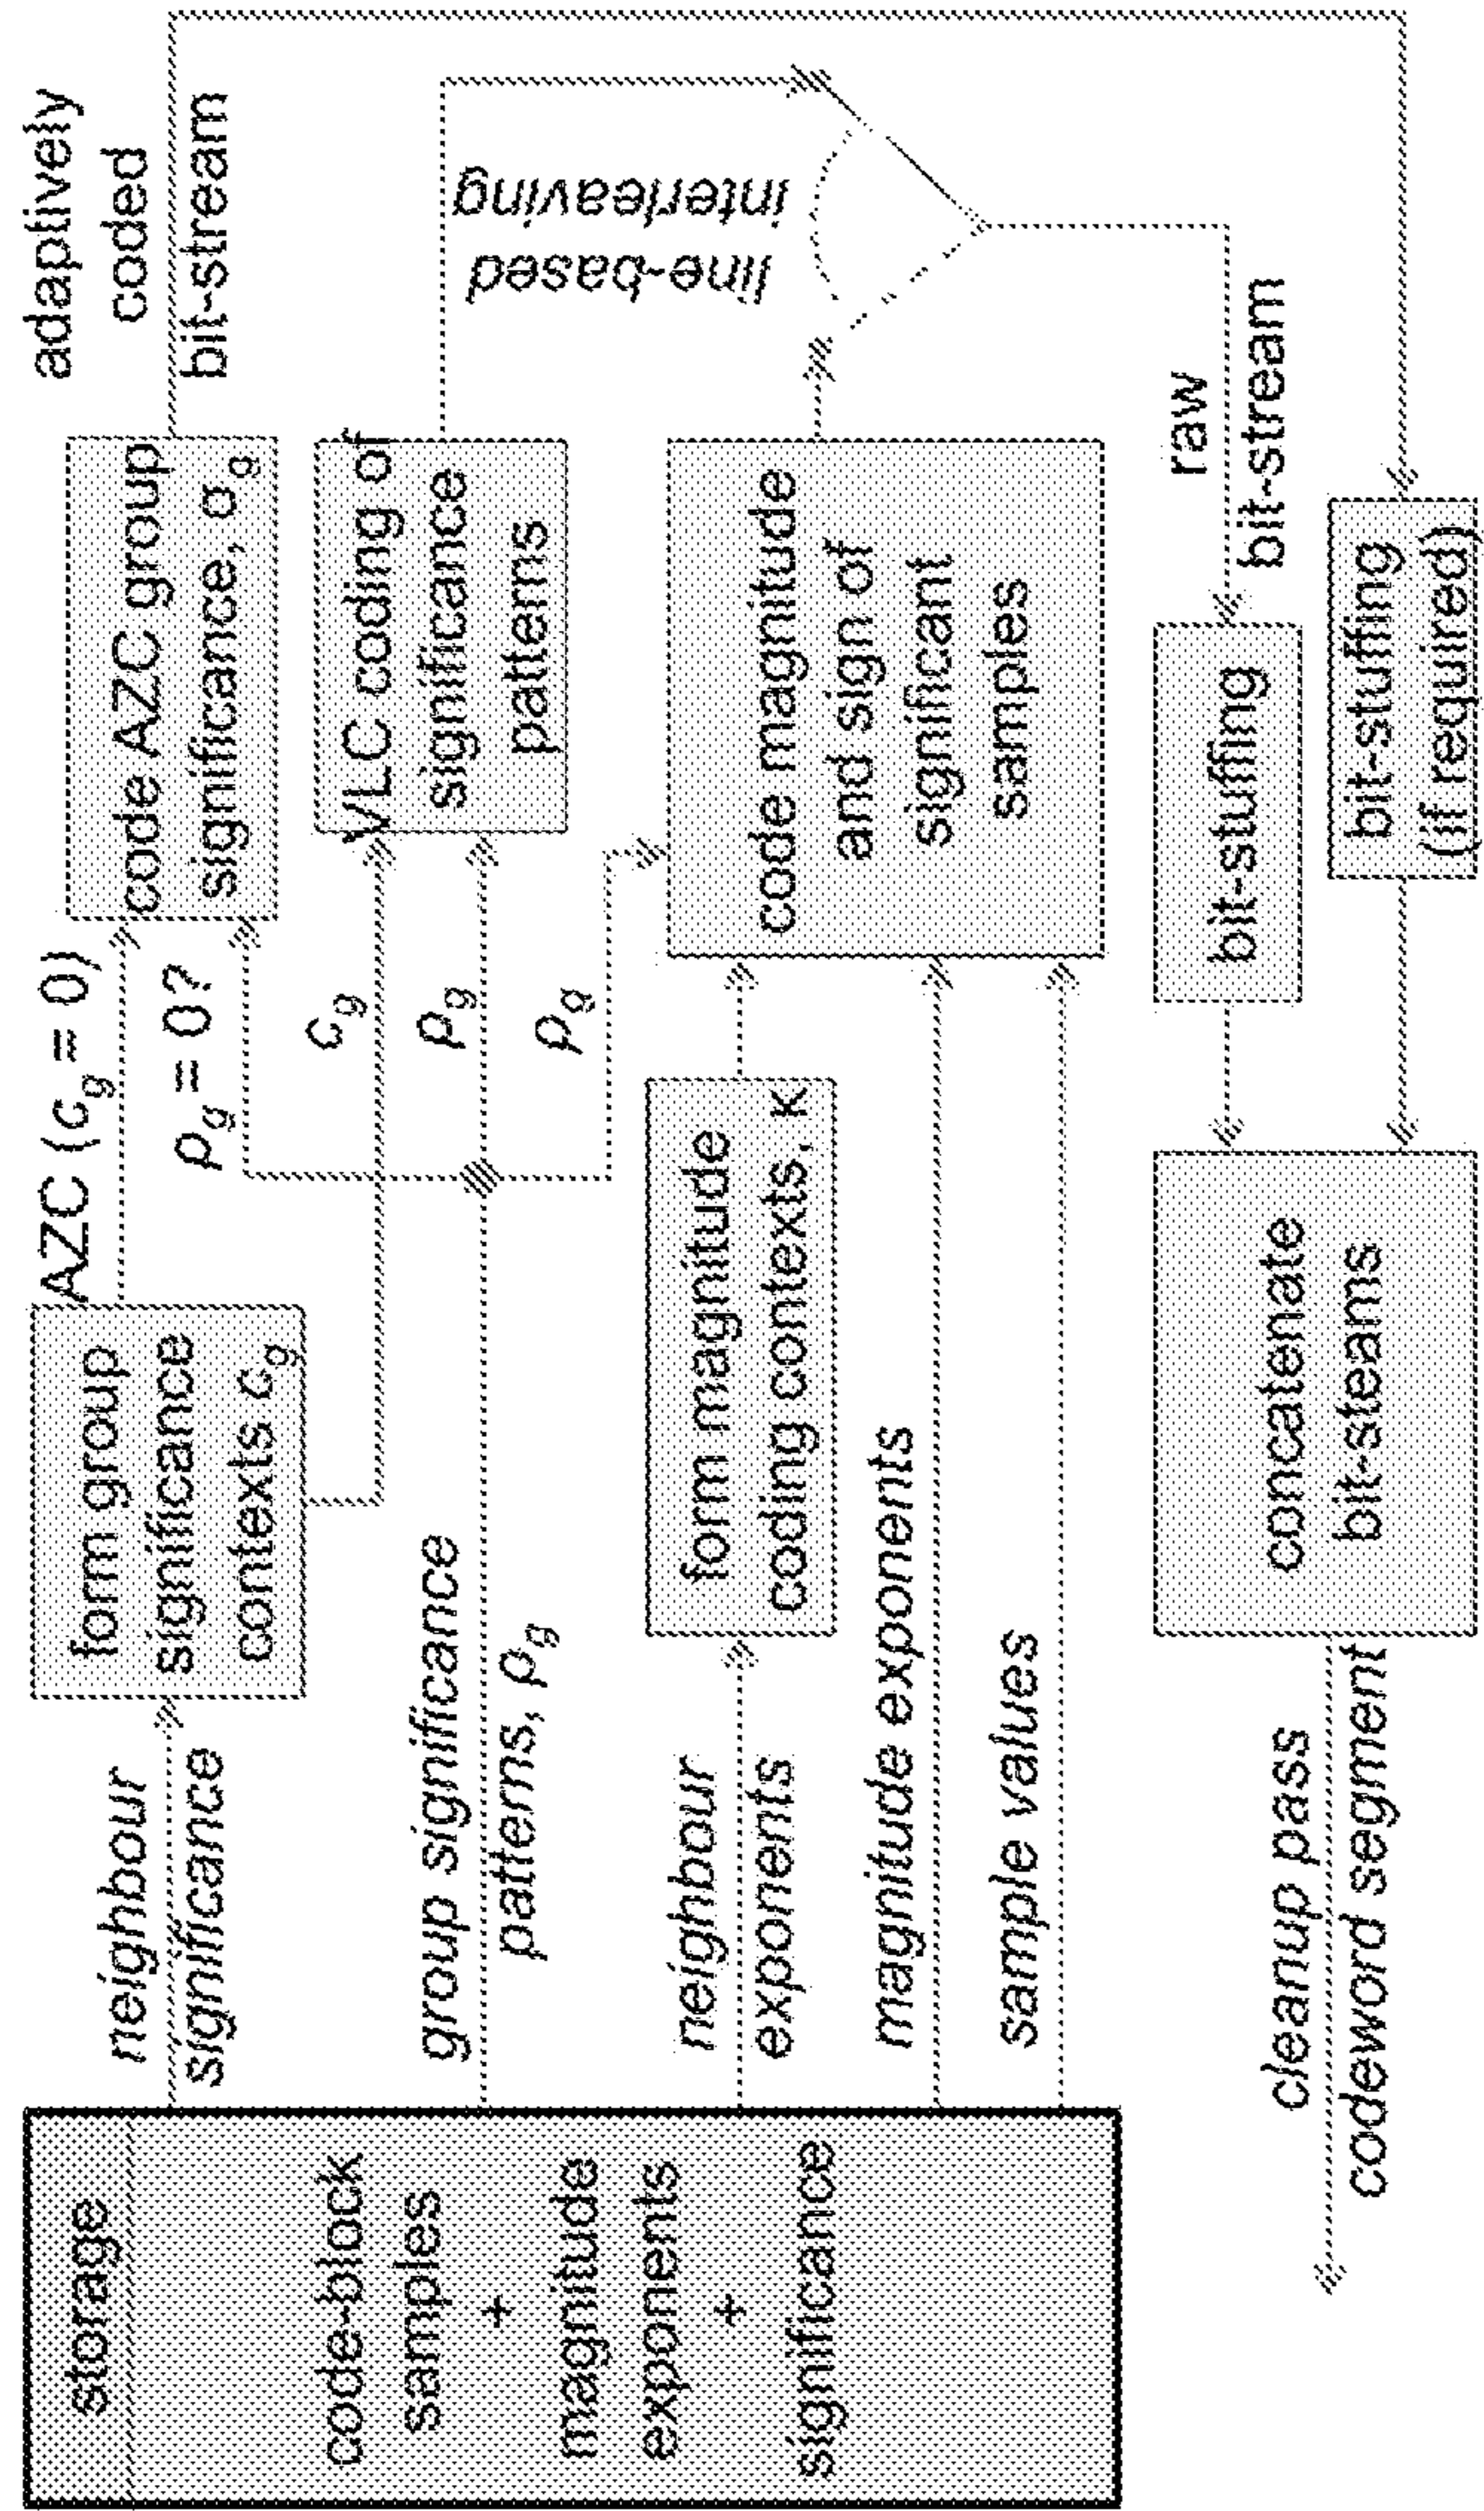 storage
code-block
samples
+
magnitude
exponents
+
significance
neighbour
significance
form group
significance
contexts c_g
AZC (c_g = 0)
ρ_g = 0?
code AZC group
significance, σ_g
adaptively
coded
bit-stream
group significance
patterns, ρ_g
c_g
ρ_g
ρ_g
VLC coding of
significance
patterns
line-based
interleaving
neighbour
exponents
form magnitude
coding contexts, κ
magnitude exponents
sample values
code magnitude
and sign of
significant
samples
raw
bit-stream
bit-stuffing
bit-stuffing
(if required)
concatenate
bit-steams
cleanup pass
codeword segment